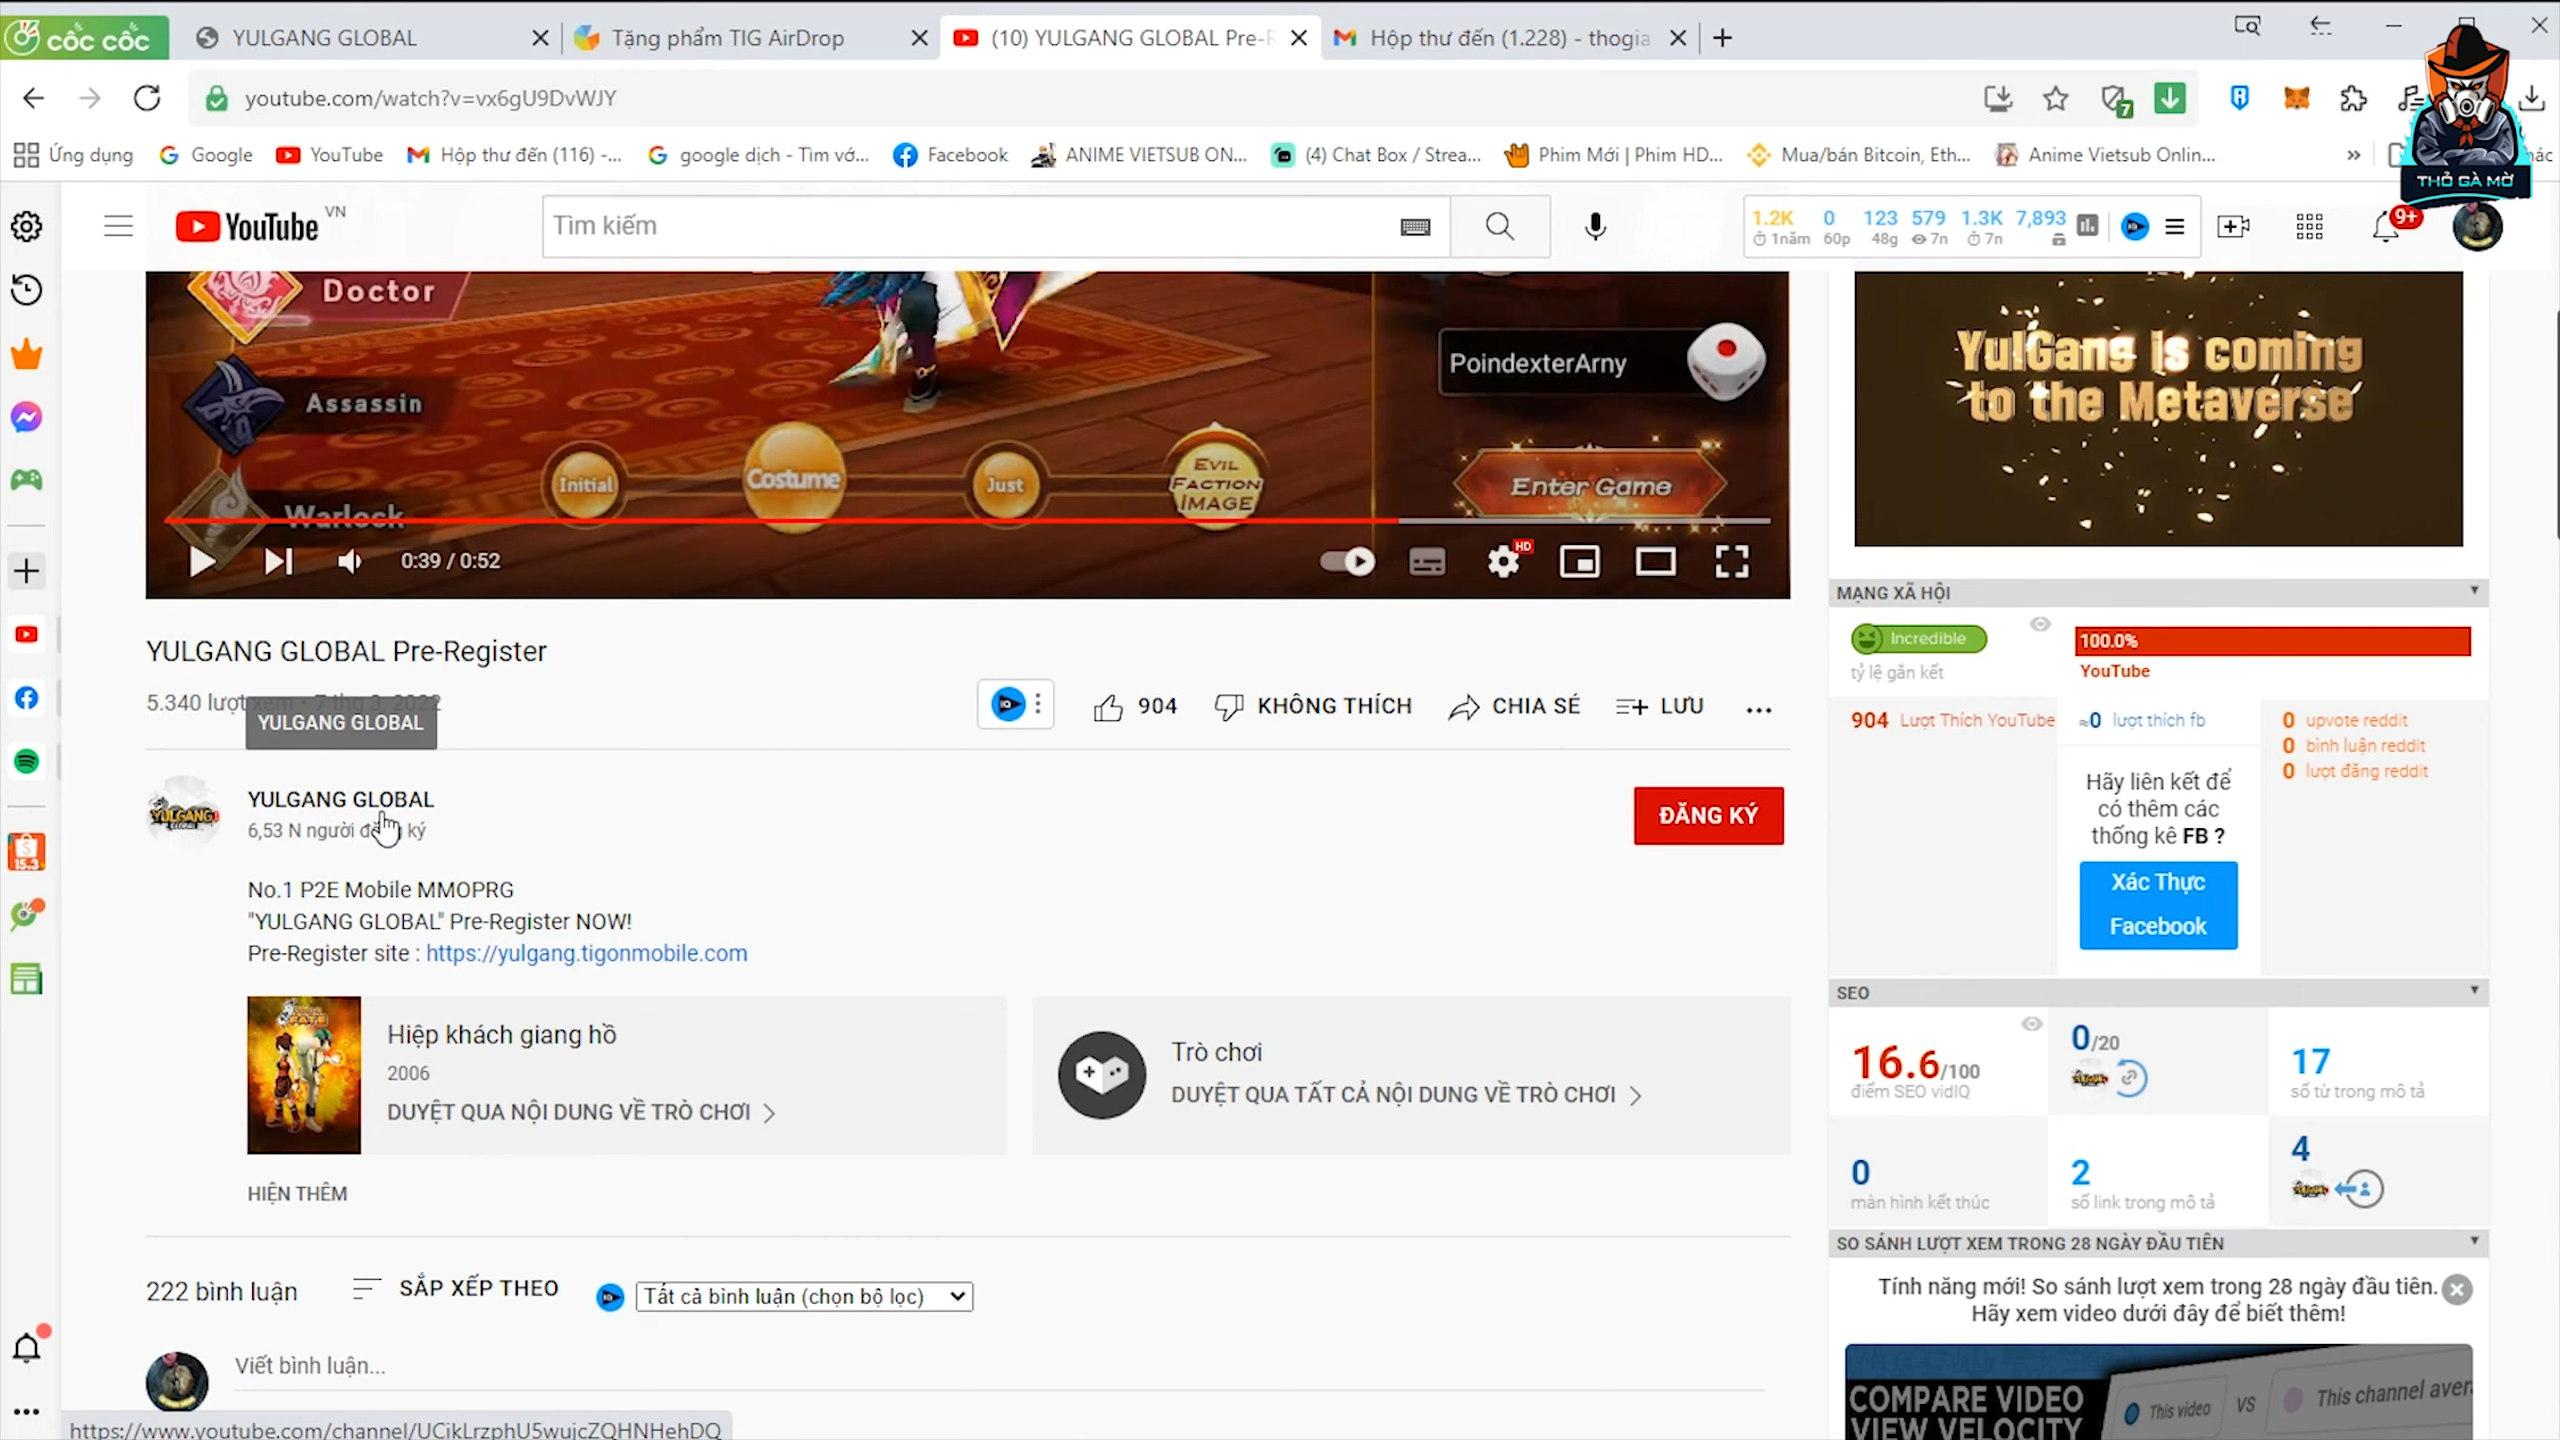 cốc cốc
YULGANG GLOBAL
Tặng phẩm TIG AirDrop
(10) YULGANG GLOBAL Pre-R
Hộp thư đến (1.228) - thogia
youtube.com/watch?v=vx6gU9DvWJY
7
Ứng dụng
Google
YouTube
Hộp thư đến (116) -...
google dịch - Tìm vớ...
Facebook
ANIME VIETSUB ON...
(4) Chat Box / Strea...
Phim Mới | Phim HD...
Mua/bán Bitcoin, Eth...
Anime Vietsub Onlin...
»
THỎ GÀ MỜ
YouTube VN
Tìm kiếm
1.2K 0 123 579 1.3K 7,893
1năm 60p 48g 7n 7n
9+
Doctor
Assassin
Warlock
Initial
Costume
Just
EVIL
FACTION
IMAGE
PoindexterArny
Enter Game
0:39 / 0:52
HD
YULGANG GLOBAL Pre-Register
5.340 lượt xem • 7 thg 3, 2022
YULGANG GLOBAL
904
KHÔNG THÍCH
CHIA SẺ
LƯU
YULGANG GLOBAL
6,53 N người đăng ký
ĐĂNG KÝ
No.1 P2E Mobile MMOPRG
"YULGANG GLOBAL" Pre-Register NOW!
Pre-Register site : https://yulgang.tigonmobile.com
Hiệp khách giang hồ
2006
DUYỆT QUA NỘI DUNG VỀ TRÒ CHƠI
Trò chơi
DUYỆT QUA TẤT CẢ NỘI DUNG VỀ TRÒ CHƠI
HIỆN THÊM
222 bình luận
SẮP XẾP THEO
Tất cả bình luận (chọn bộ lọc)
Viết bình luận...
https://www.youtube.com/channel/UCikLrzphU5wujcZQHNHehDQ
15.3
YulGang is coming
to the Metaverse
MẠNG XÃ HỘI
Incredible
tỷ lệ gắn kết
100.0%
YouTube
904 Lượt Thích YouTube
≈0 lượt thích fb
0 upvote reddit
0 bình luận reddit
0 lượt đăng reddit
Hãy liên kết để
có thêm các
thống kê FB ?
Xác Thực
Facebook
SEO
16.6/100
điểm SEO vidIQ
0/20
17
số từ trong mô tả
0
màn hình kết thúc
2
số link trong mô tả
4
SO SÁNH LƯỢT XEM TRONG 28 NGÀY ĐẦU TIÊN
Tính năng mới! So sánh lượt xem trong 28 ngày đầu tiên.
Hãy xem video dưới đây để biết thêm!
COMPARE VIDEO
VIEW VELOCITY
This video
VS
This channel aver